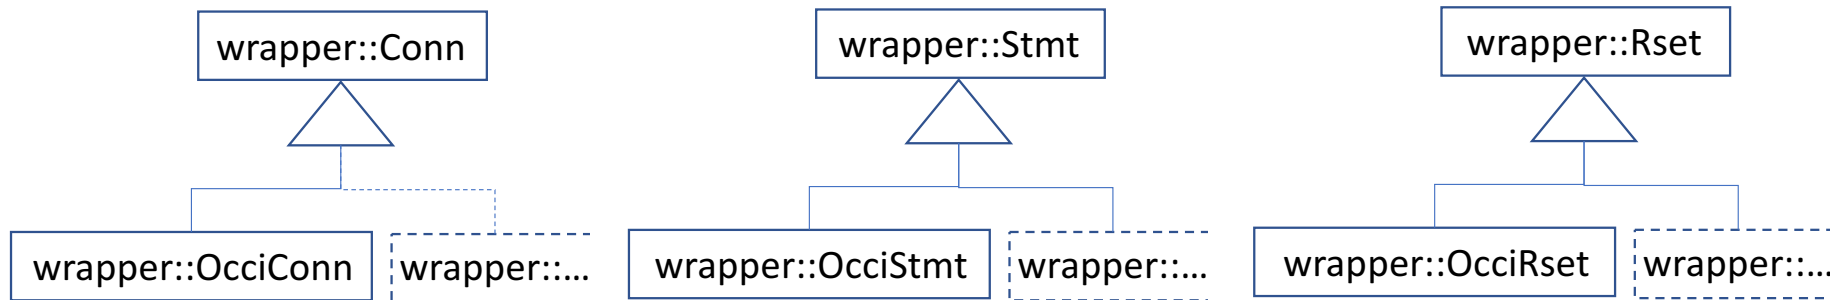 wrapper::Conn
wrapper::Stmt
wrapper::Rset
wrapper::OcciConn
wrapper::...
wrapper::OcciStmt
wrapper::...
wrapper::OcciRset
wrapper::...